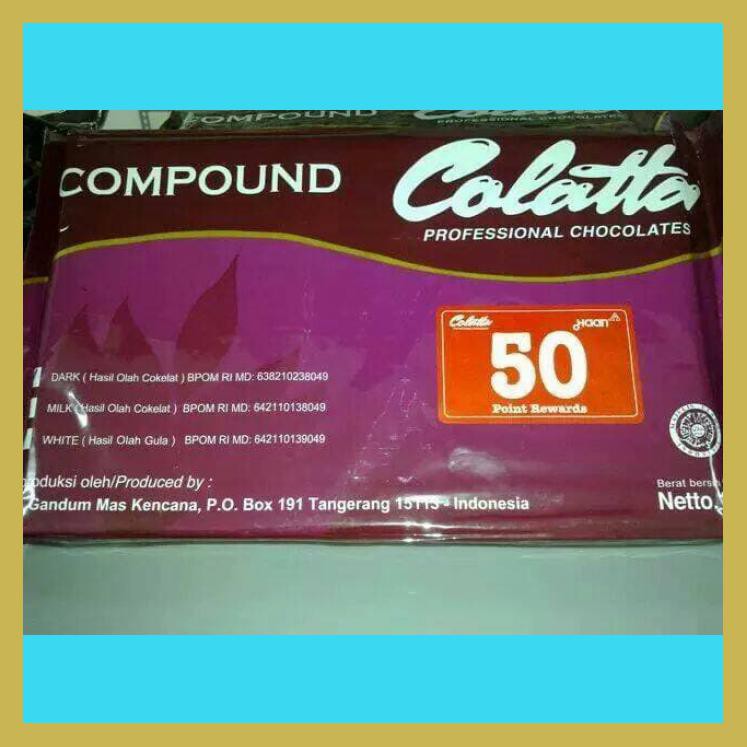 COMPOUND
COMPOUND
Colatta
PROFESSIONAL CHOCOLATES
Colatta Haan
50
Point Rewards
DARK ( Hasil Olah Cokelat ) BPOM RI MD: 638210238049
MILK ( Hasil Olah Cokelat ) BPOM RI MD: 642110138049
WHITE ( Hasil Olah Gula ) BPOM RI MD: 642110139049
oduksi oleh/Produced by :
Gandum Mas Kencana, P.O. Box 191 Tangerang 15113 - Indonesia
Berat bersih
Netto